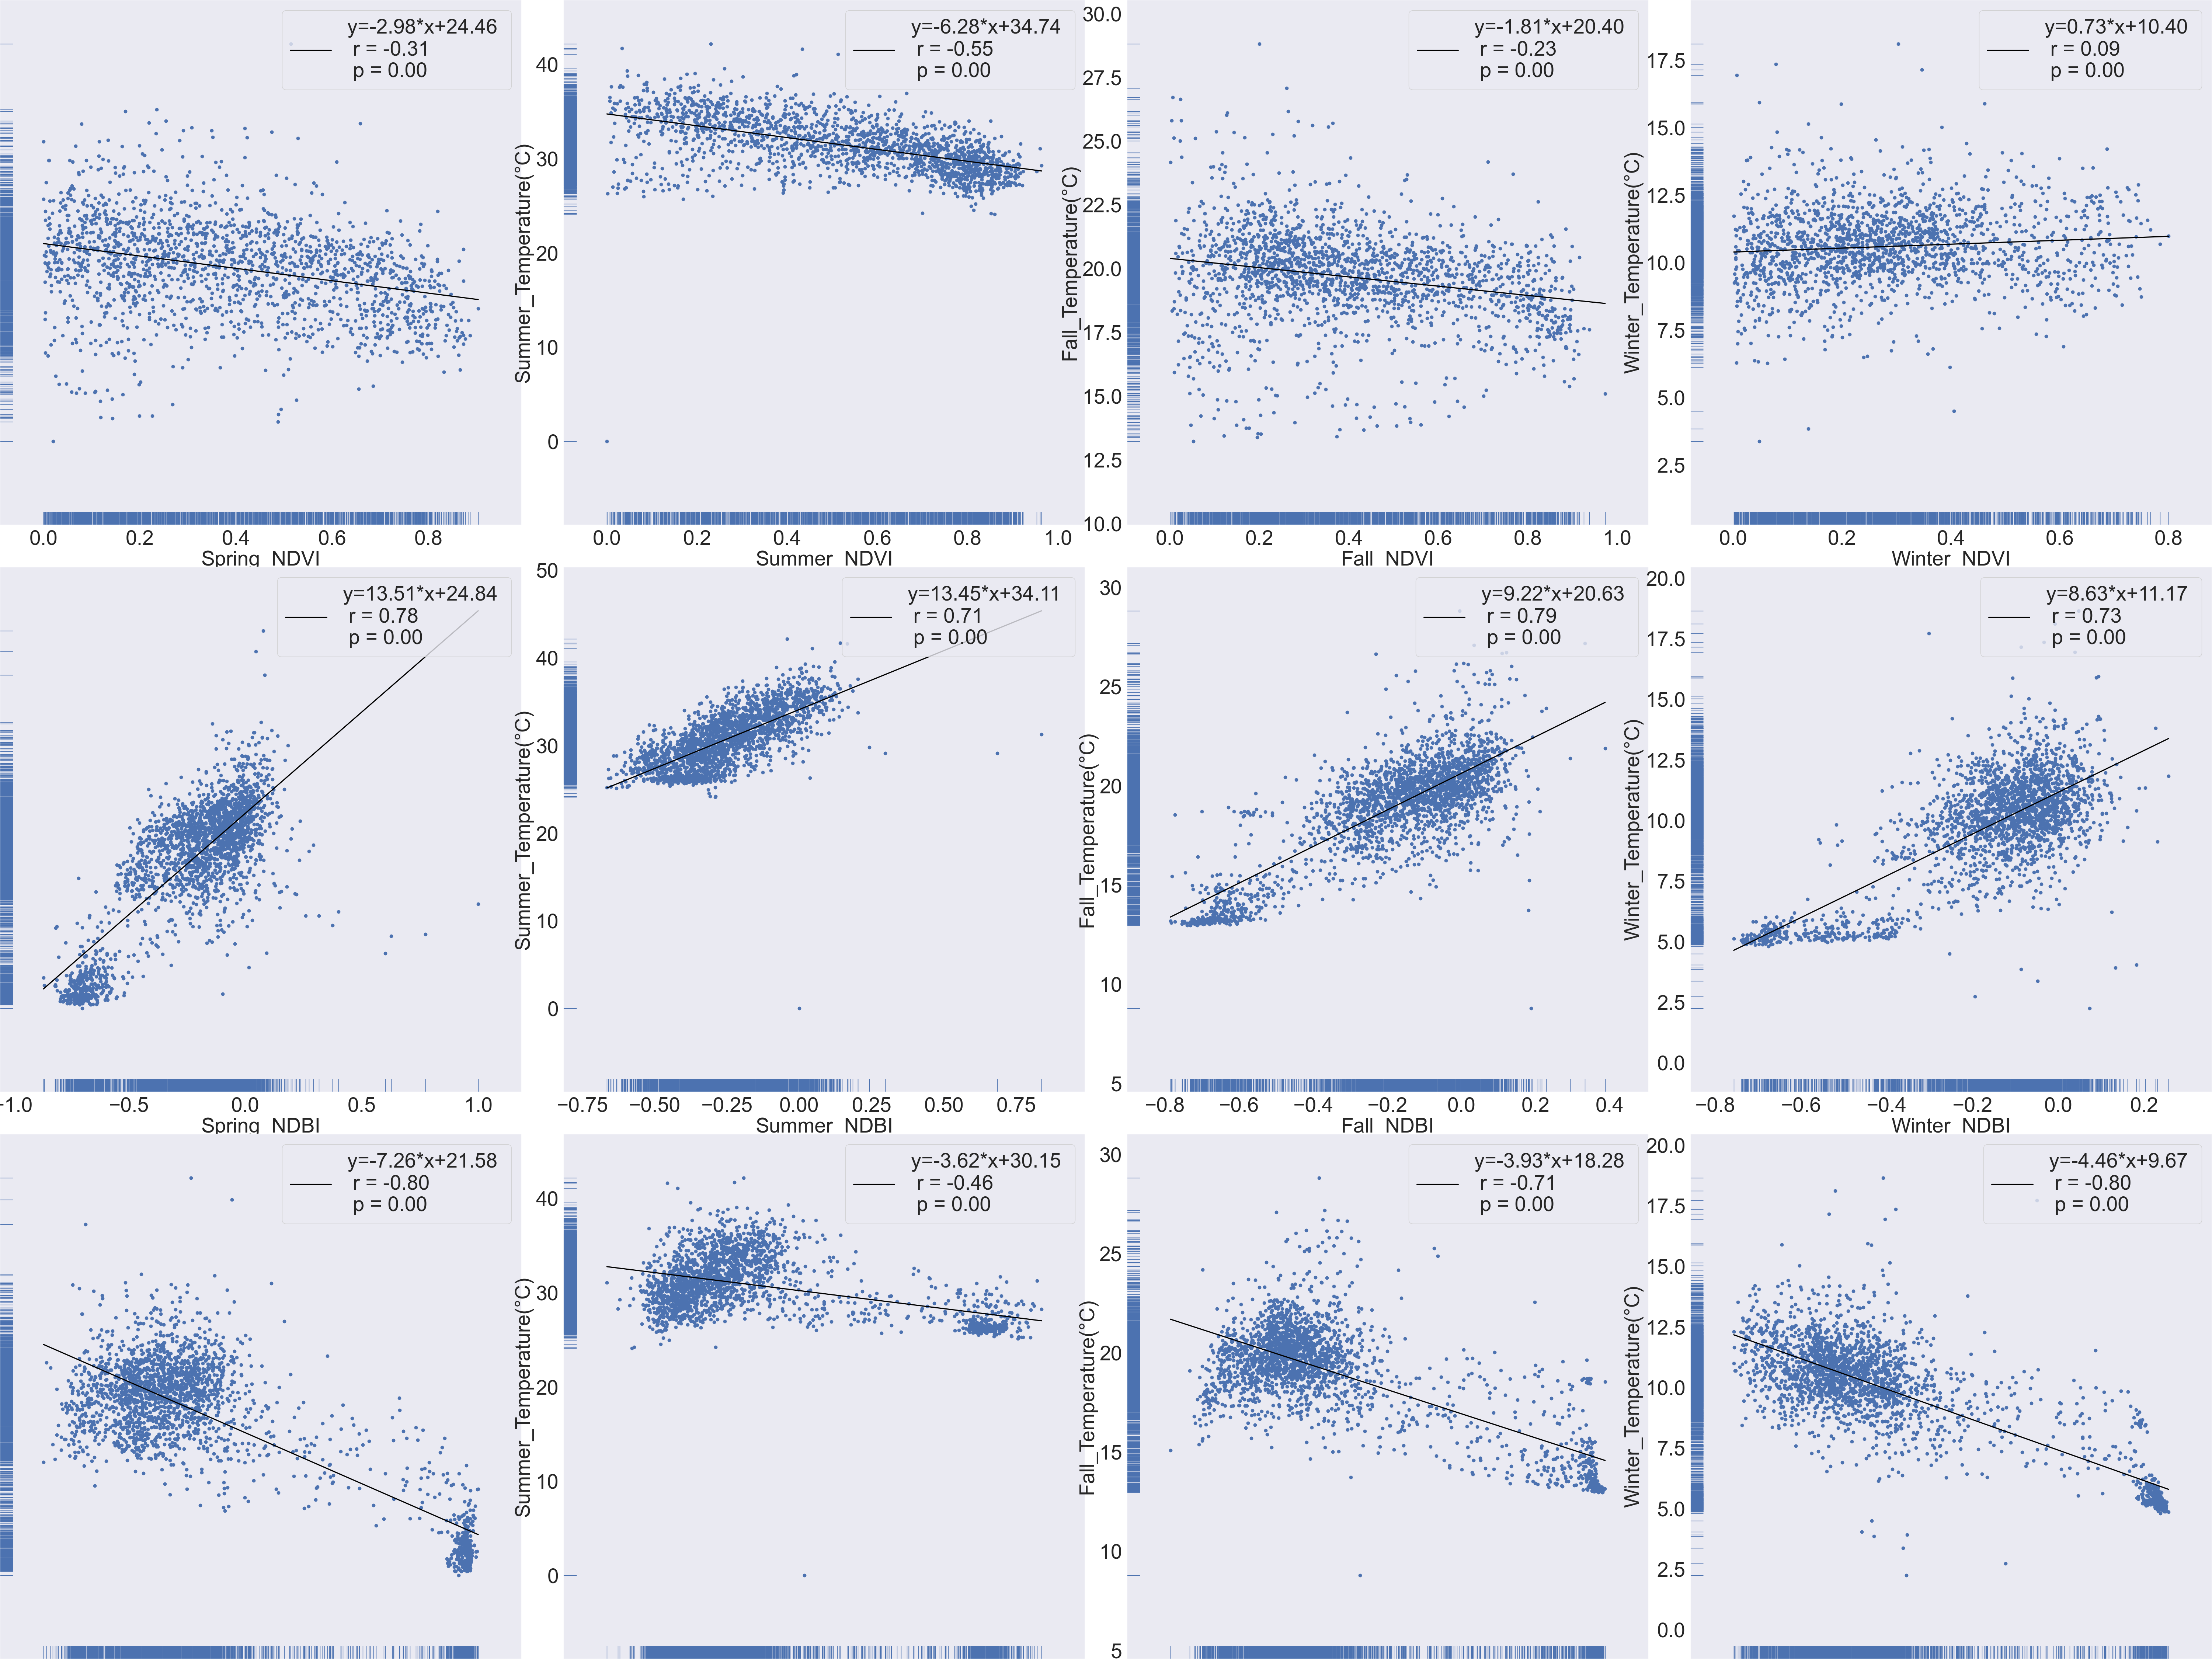 y=-2.98*x+24.46
r = -0.31
p = 0.00
0.0 0.2 0.4 0.6 0.8
Spring_NDVI
y=-6.28*x+34.74
r = -0.55
p = 0.00
Summer_Temperature(°C)
40
30
20
10
0
0.0 0.2 0.4 0.6 0.8 1.0
Summer_NDVI
y=-1.81*x+20.40
r = -0.23
p = 0.00
Fall_Temperature(°C)
30.0
27.5
25.0
22.5
20.0
17.5
15.0
12.5
10.0
0.0 0.2 0.4 0.6 0.8 1.0
Fall_NDVI
y=0.73*x+10.40
r = 0.09
p = 0.00
Winter_Temperature(°C)
17.5
15.0
12.5
10.0
7.5
5.0
2.5
0.0 0.2 0.4 0.6 0.8
Winter_NDVI
y=13.51*x+24.84
r = 0.78
p = 0.00
−1.0 −0.5 0.0 0.5 1.0
Spring_NDBI
y=13.45*x+34.11
r = 0.71
p = 0.00
Summer_Temperature(°C)
50
40
30
20
10
0
−0.75 −0.50 −0.25 0.00 0.25 0.50 0.75
Summer_NDBI
y=9.22*x+20.63
r = 0.79
p = 0.00
Fall_Temperature(°C)
30
25
20
15
10
5
−0.8 −0.6 −0.4 −0.2 0.0 0.2 0.4
Fall_NDBI
y=8.63*x+11.17
r = 0.73
p = 0.00
Winter_Temperature(°C)
20.0
17.5
15.0
12.5
10.0
7.5
5.0
2.5
0.0
−0.8 −0.6 −0.4 −0.2 0.0 0.2
Winter_NDBI
y=-7.26*x+21.58
r = -0.80
p = 0.00
y=-3.62*x+30.15
r = -0.46
p = 0.00
Summer_Temperature(°C)
40
30
20
10
0
y=-3.93*x+18.28
r = -0.71
p = 0.00
Fall_Temperature(°C)
30
25
20
15
10
5
y=-4.46*x+9.67
r = -0.80
p = 0.00
Winter_Temperature(°C)
20.0
17.5
15.0
12.5
10.0
7.5
5.0
2.5
0.0